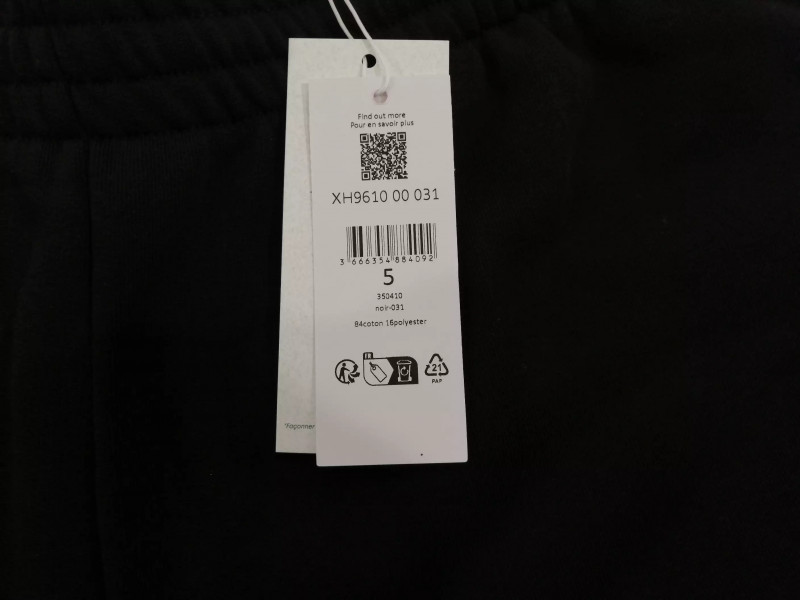 Find out more
Pour en savoir plus
XH9610 00 031
3 666354 884092
5
350410
noir-031
84coton 16polyester
21
PAP
*Façonner